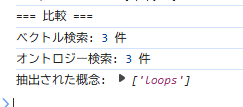 === 比較 ===
ベクトル検索: 3 件
オントロジー検索: 3 件
抽出された概念: ▶ ['loops']
>